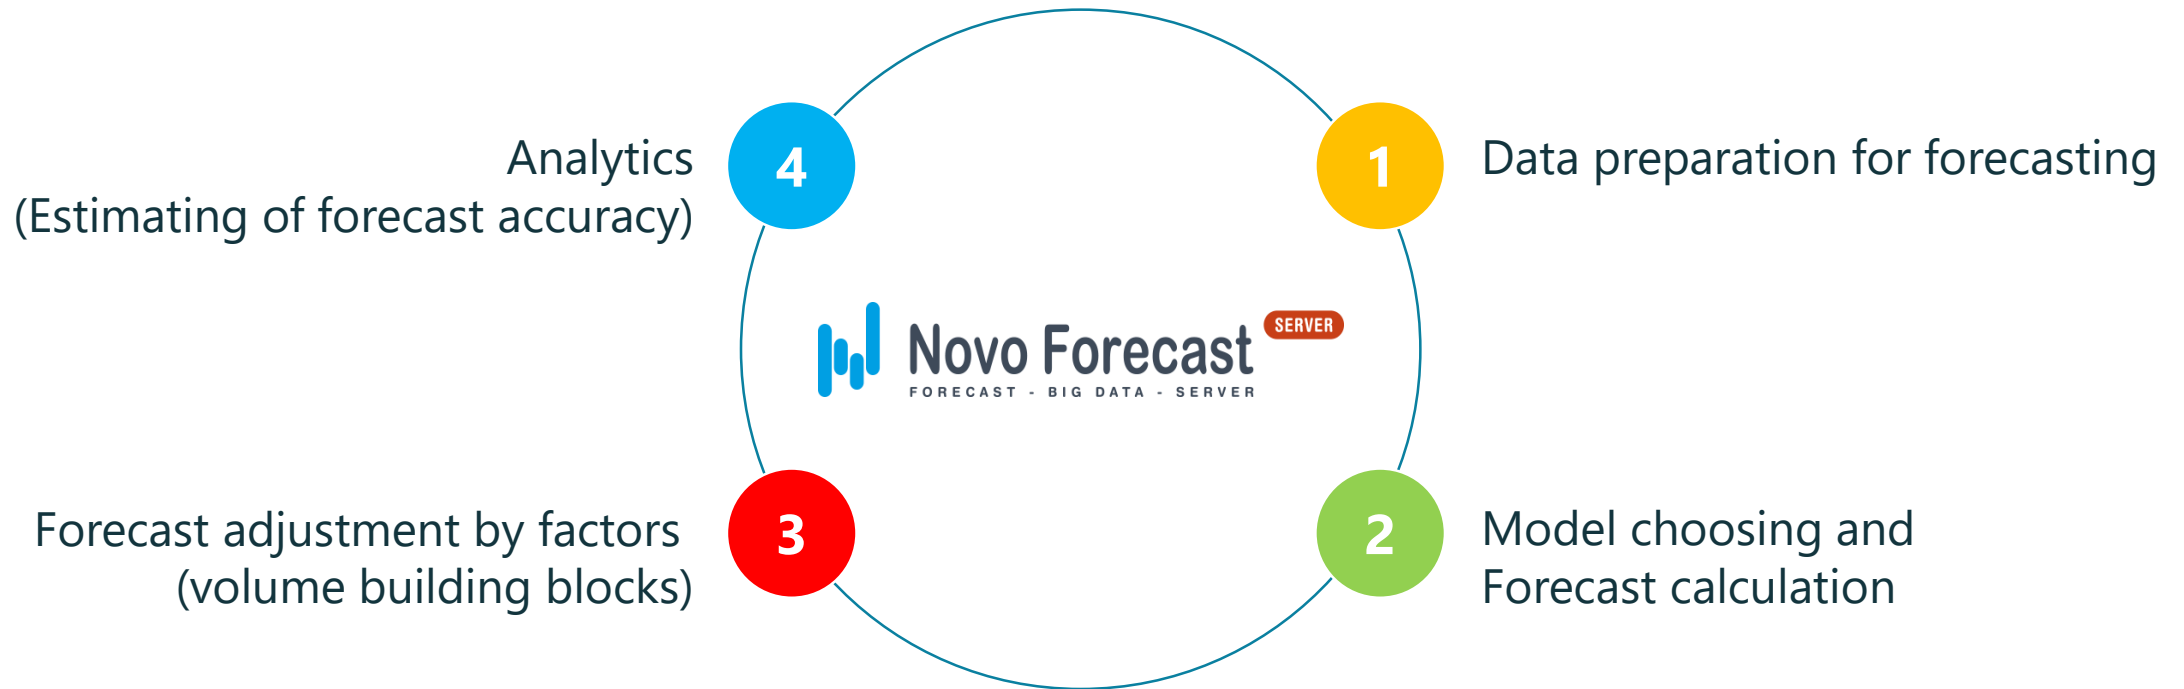 4
Analytics
(Estimating of forecast accuracy)
1
Data preparation for forecasting
Novo Forecast
SERVER
FORECAST - BIG DATA - SERVER
3
Forecast adjustment by factors
(volume building blocks)
2
Model choosing and
Forecast calculation